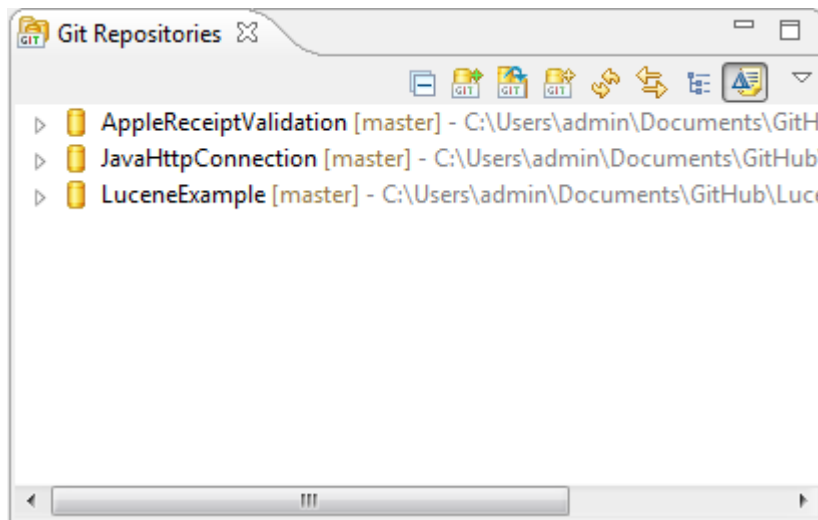 Git Repositories
AppleReceiptValidation [master] - C:\Users\admin\Documents\GitH
JavaHttpConnection [master] - C:\Users\admin\Documents\GitHub\
LuceneExample [master] - C:\Users\admin\Documents\GitHub\Luce